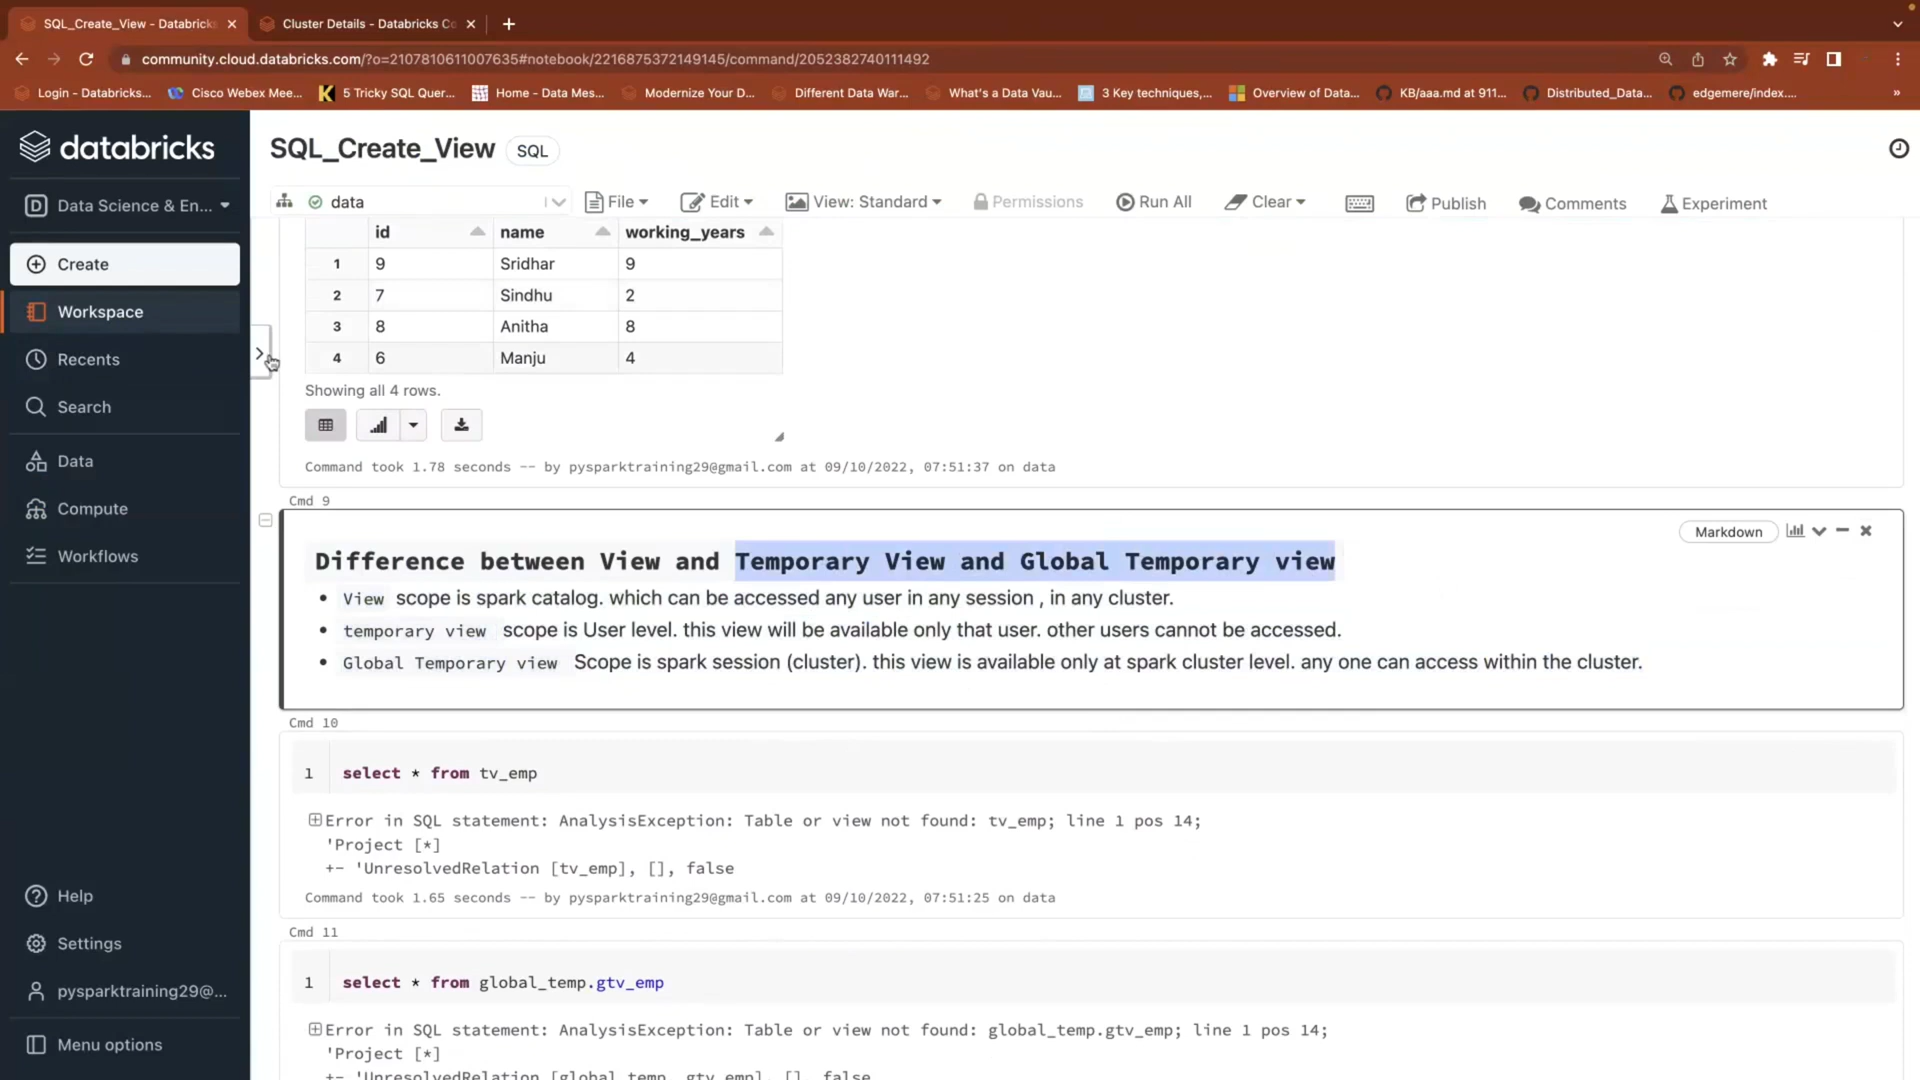 SQL_Create_View - Databricks
Cluster Details - Databricks Co
community.cloud.databricks.com/?o=2107810611007635#notebook/2216875372149145/command/2052382740111492
Login - Databricks...
Cisco Webex Mee...
5 Tricky SQL Quer...
Home - Data Mes...
Modernize Your D...
Different Data War...
What's a Data Vau...
3 Key techniques,...
Overview of Data...
KB/aaa.md at 911...
Distributed_Data...
edgemere/index....
»
databricks
SQL_Create_View SQL
D Data Science & En...
data
File
Edit
View: Standard
Permissions
Run All
Clear
Publish
Comments
Experiment
Create
Workspace
Recents
Search
Data
Compute
Workflows
Help
Settings
pysparktraining29@...
Menu options
id name working_years
1 9 Sridhar 9
2 7 Sindhu 2
3 8 Anitha 8
4 6 Manju 4
Showing all 4 rows.
Command took 1.78 seconds -- by pysparktraining29@gmail.com at 09/10/2022, 07:51:37 on data
Cmd 9
Markdown
Difference between View and Temporary View and Global Temporary view
• View scope is spark catalog. which can be accessed any user in any session , in any cluster.
• temporary view scope is User level. this view will be available only that user. other users cannot be accessed.
• Global Temporary view Scope is spark session (cluster). this view is available only at spark cluster level. any one can access within the cluster.
Cmd 10
1 select * from tv_emp
Error in SQL statement: AnalysisException: Table or view not found: tv_emp; line 1 pos 14;
'Project [*]
+- 'UnresolvedRelation [tv_emp], [], false
Command took 1.65 seconds -- by pysparktraining29@gmail.com at 09/10/2022, 07:51:25 on data
Cmd 11
1 select * from global_temp.gtv_emp
Error in SQL statement: AnalysisException: Table or view not found: global_temp.gtv_emp; line 1 pos 14;
'Project [*]
+- 'UnresolvedRelation [global_temp, gtv_emp], [], false